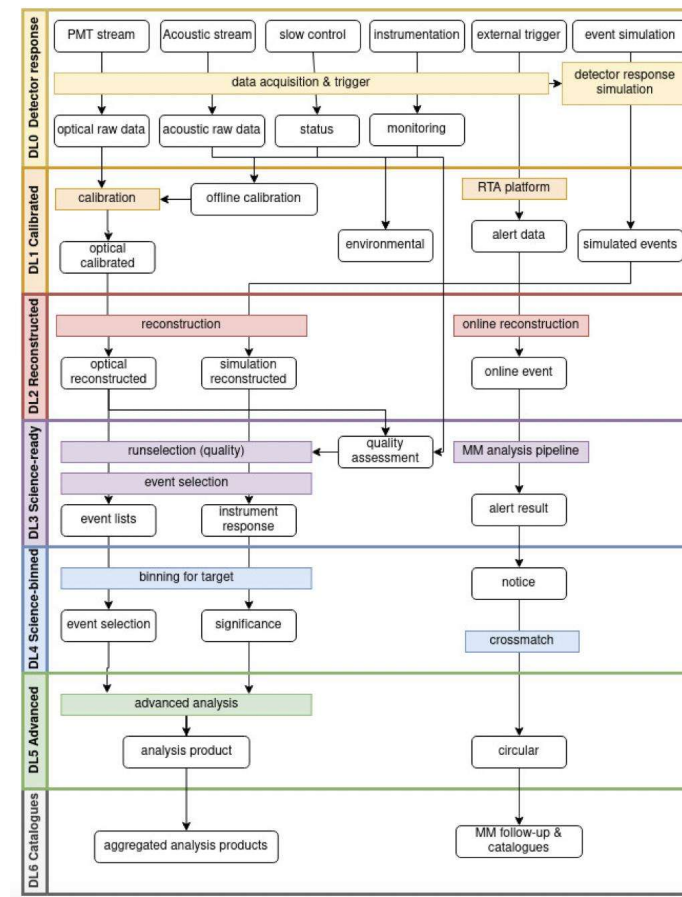 DL0 Detector response
PMT stream
Acoustic stream
slow control
instrumentation
external trigger
event simulation
data acquisition & trigger
detector response
simulation
optical raw data
acoustic raw data
status
monitoring
DL1 Calibrated
calibration
offline calibration
RTA platform
optical
calibrated
environmental
alert data
simulated events
DL2 Reconstructed
reconstruction
online reconstruction
optical
reconstructed
simulation
reconstructed
online event
DL3 Science-ready
runselection (quality)
quality
assessment
MM analysis pipeline
event selection
event lists
instrument
response
alert result
DL4 Science-binned
binning for target
notice
event selection
significance
crossmatch
DL5 Advanced
advanced analysis
analysis product
circular
DL6 Catalogues
aggregated analysis products
MM follow-up &
catalogues